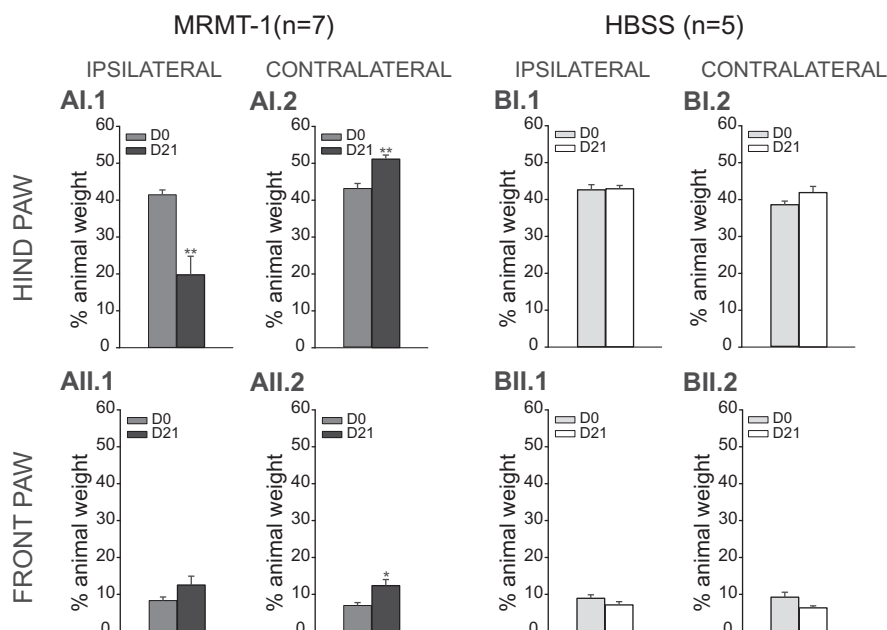 MRMT-1(n=7)
HBSS (n=5)
IPSILATERAL
CONTRALATERAL
IPSILATERAL
CONTRALATERAL
HIND PAW
AI.1
% animal weight
60
50
40
30
20
10
0
D0
D21
**
AI.2
% animal weight
60
50
40
30
20
10
0
D0
D21
**
BI.1
% animal weight
60
50
40
30
20
10
0
D0
D21
BI.2
% animal weight
60
50
40
30
20
10
0
D0
D21
FRONT PAW
AII.1
% animal weight
60
50
40
30
20
10
0
D0
D21
AII.2
% animal weight
60
50
40
30
20
10
0
D0
D21
*
BII.1
% animal weight
60
50
40
30
20
10
0
D0
D21
BII.2
% animal weight
60
50
40
30
20
10
0
D0
D21